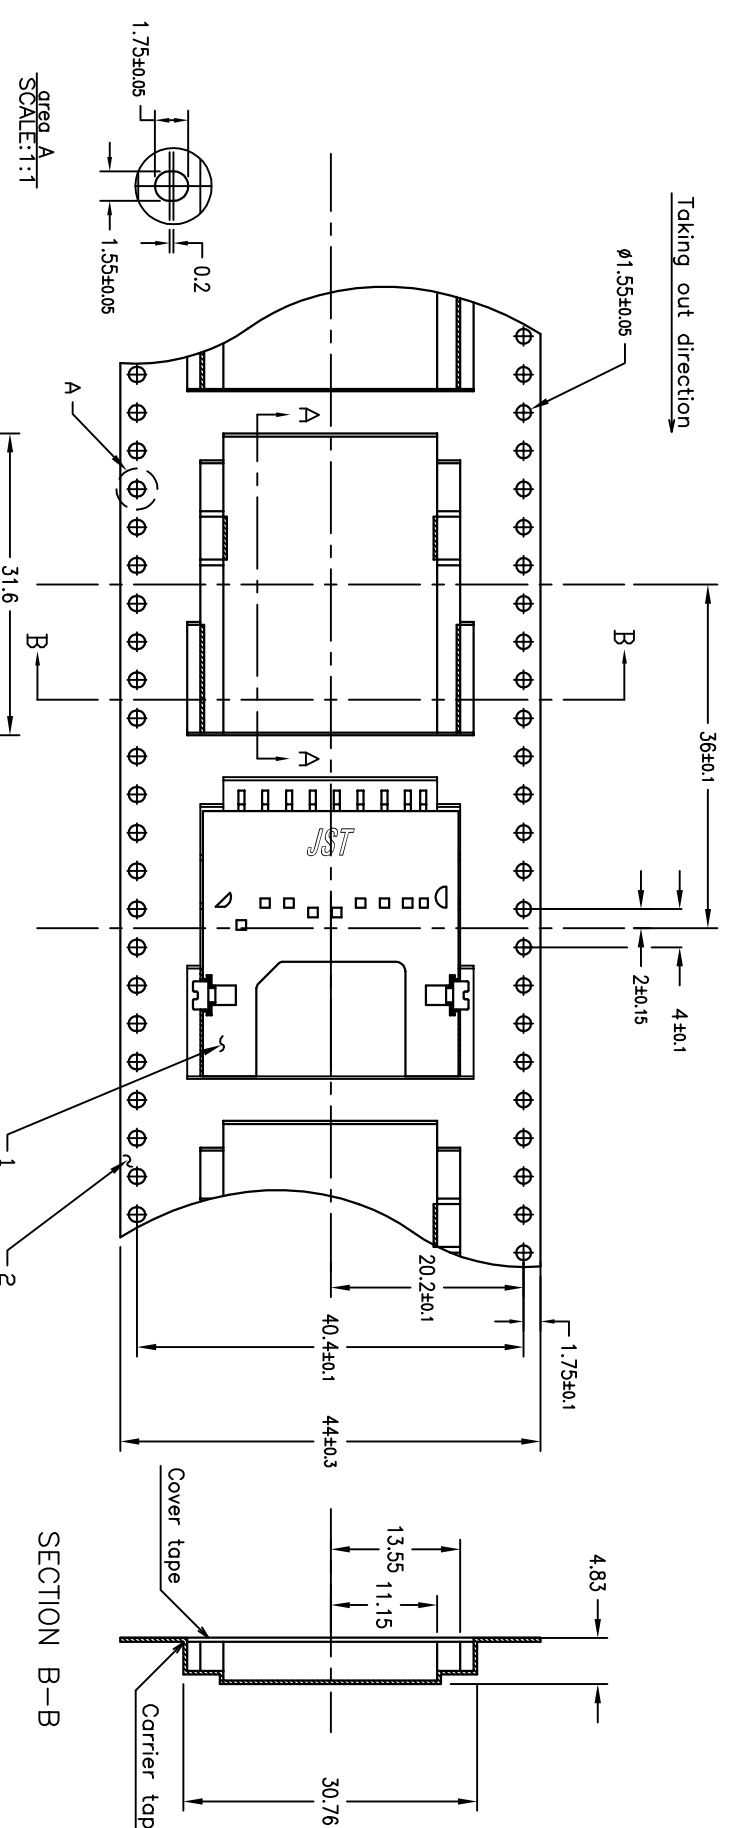 Taking out direction
ø1.55±0.05
1.75±0.05
0.2
1.55±0.05
area A
SCALE:1:1
A
A
A
B
B
31.6
36±0.1
2±0.15
4±0.1
JST
1
2
20.2±0.1
1.75±0.1
40.4±0.1
44±0.3
Cover tape
Carrier tap
13.55
11.15
4.83
30.76
SECTION B-B